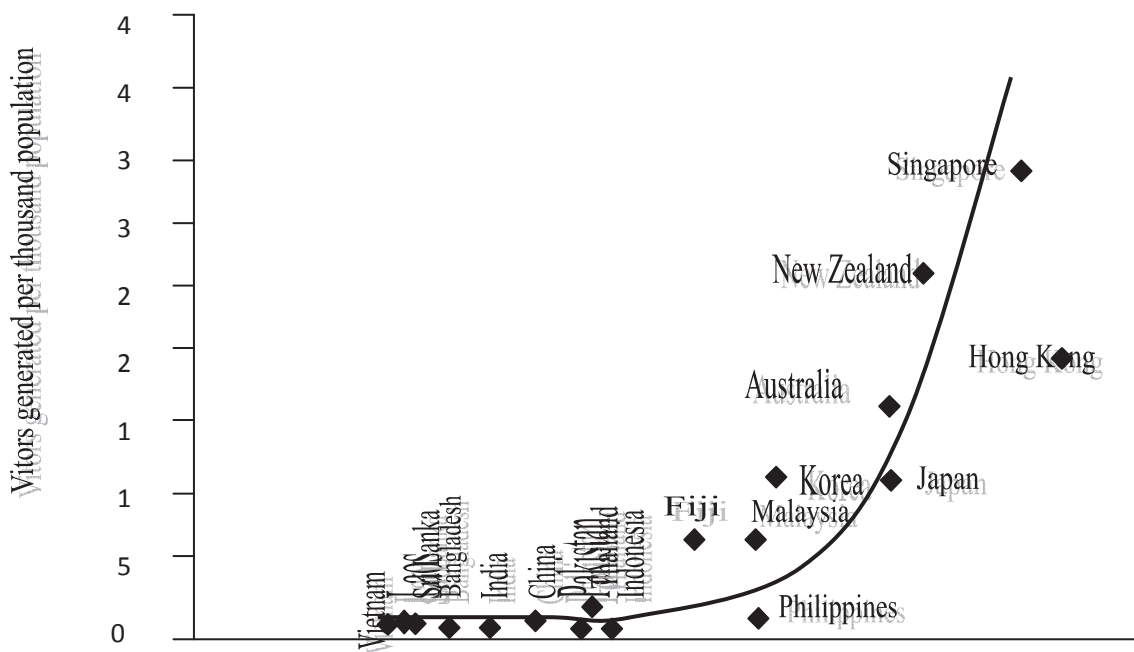 Vitors generated per thousand population
4
4
3
3
2
2
1
1
5
0
Singapore
New Zealand
Hong Kong
Australia
Korea
Japan
Fiji
Malaysia
Philippines
Vietnam
Laos
Sri Lanka
Bangladesh
India
China
Pakistan
Thailand
Indonesia